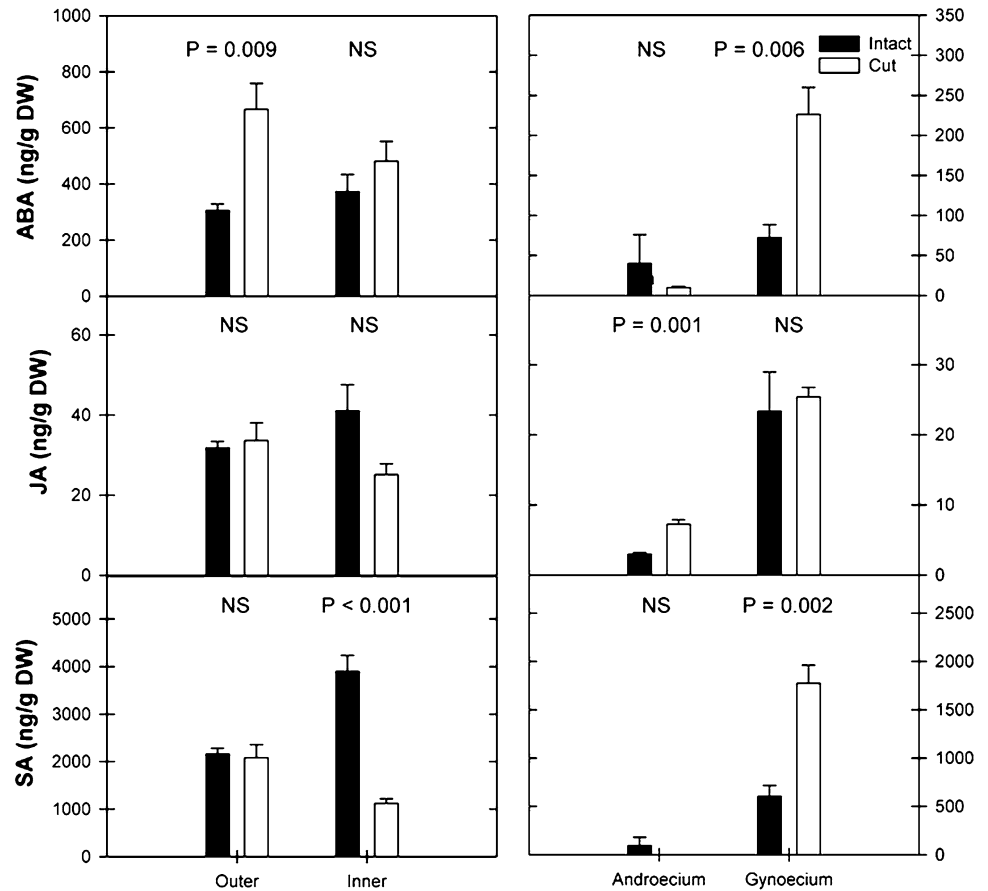 1000
800
600
400
200
0
ABA (ng/g DW)
P = 0.009
NS
NS
P = 0.006
Intact
Cut
350
300
250
200
150
100
50
0
60
40
20
0
JA (ng/g DW)
NS
NS
P = 0.001
NS
30
20
10
0
5000
4000
3000
2000
1000
0
SA (ng/g DW)
NS
P < 0.001
NS
P = 0.002
2500
2000
1500
1000
500
0
Outer
Inner
Androecium
Gynoecium